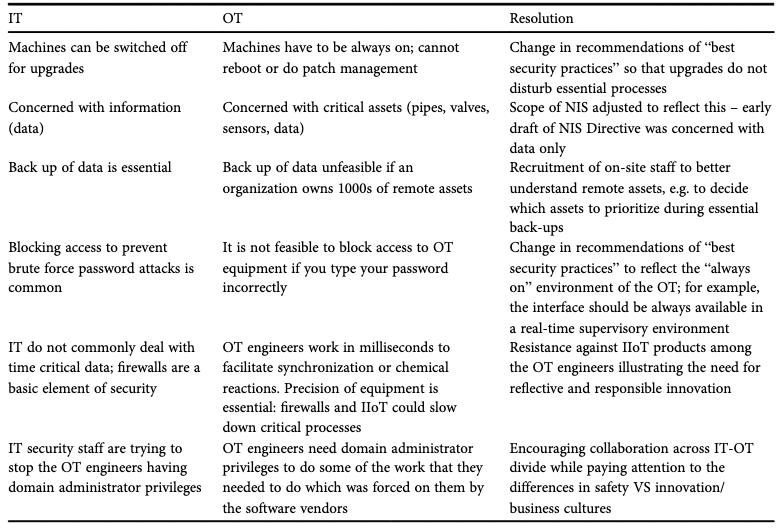 IT
OT
Resolution
Machines can be switched off
for upgrades
Machines have to be always on; cannot
reboot or do patch management
Change in recommendations of “best
security practices” so that upgrades do not
disturb essential processes
Concerned with information
(data)
Concerned with critical assets (pipes, valves,
sensors, data)
Scope of NIS adjusted to reflect this – early
draft of NIS Directive was concerned with
data only
Back up of data is essential
Back up of data unfeasible if an
organization owns 1000s of remote assets
Recruitment of on-site staff to better
understand remote assets, e.g. to decide
which assets to prioritize during essential
back-ups
Blocking access to prevent
brute force password attacks is
common
It is not feasible to block access to OT
equipment if you type your password
incorrectly
Change in recommendations of “best
security practices” to reflect the “always
on” environment of the OT; for example,
the interface should be always available in
a real-time supervisory environment
IT do not commonly deal with
time critical data; firewalls are a
basic element of security
OT engineers work in milliseconds to
facilitate synchronization or chemical
reactions. Precision of equipment is
essential: firewalls and IIoT could slow
down critical processes
Resistance against IIoT products among
the OT engineers illustrating the need for
reflective and responsible innovation
IT security staff are trying to
stop the OT engineers having
domain administrator privileges
OT engineers need domain administrator
privileges to do some of the work that they
needed to do which was forced on them by
the software vendors
Encouraging collaboration across IT-OT
divide while paying attention to the
differences in safety VS innovation/
business cultures